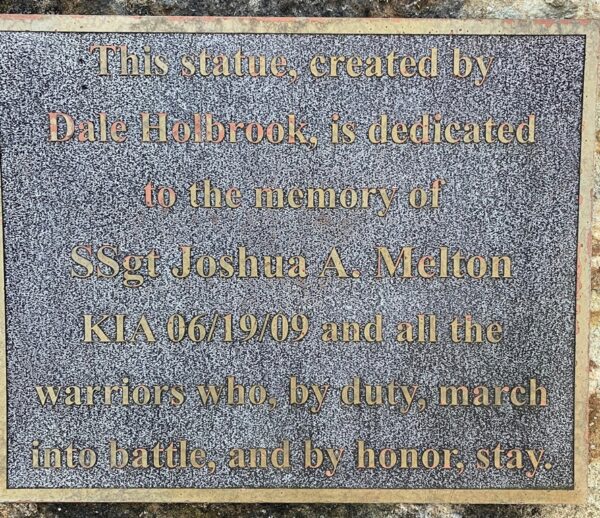 This statue, created by
Dale Holbrook, is dedicated
to the memory of
SSgt Joshua A. Melton
KIA 06/19/09 and all the
warriors who, by duty, march
into battle, and by honor, stay.